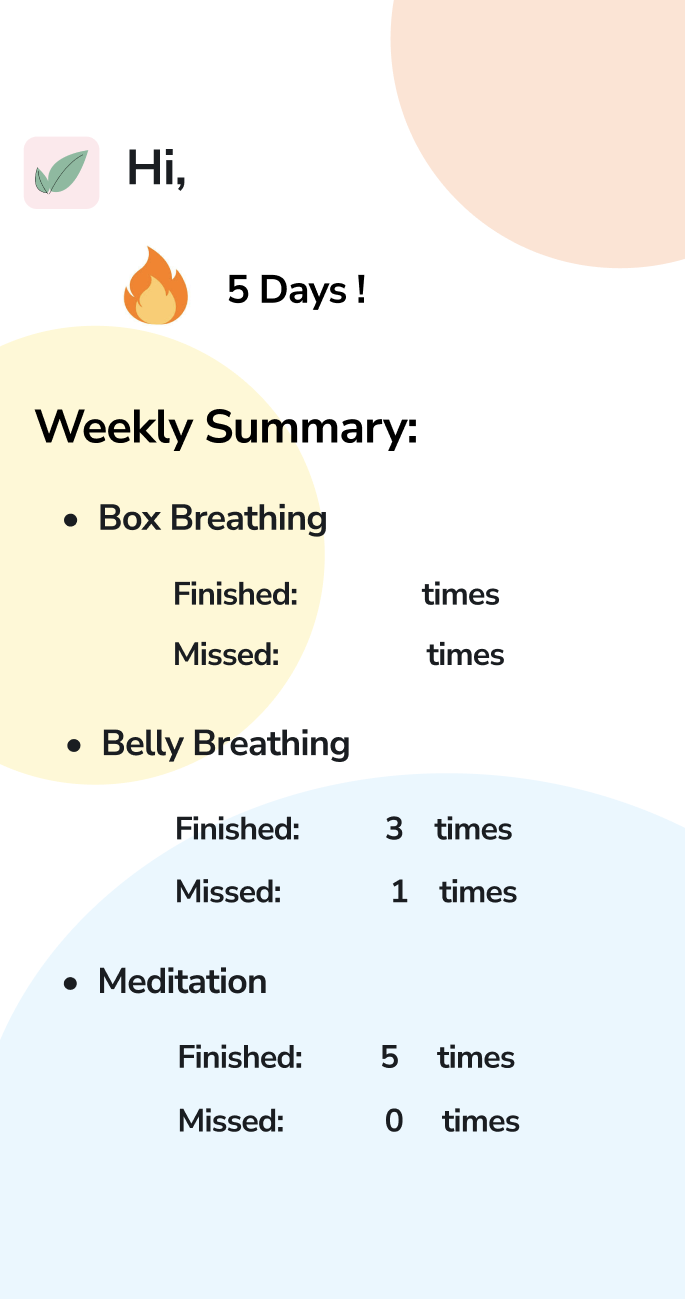 Hi,
5 Days !
Weekly Summary:
• Box Breathing
Finished: times
Missed: times
• Belly Breathing
Finished: 3 times
Missed: 1 times
• Meditation
Finished: 5 times
Missed: 0 times